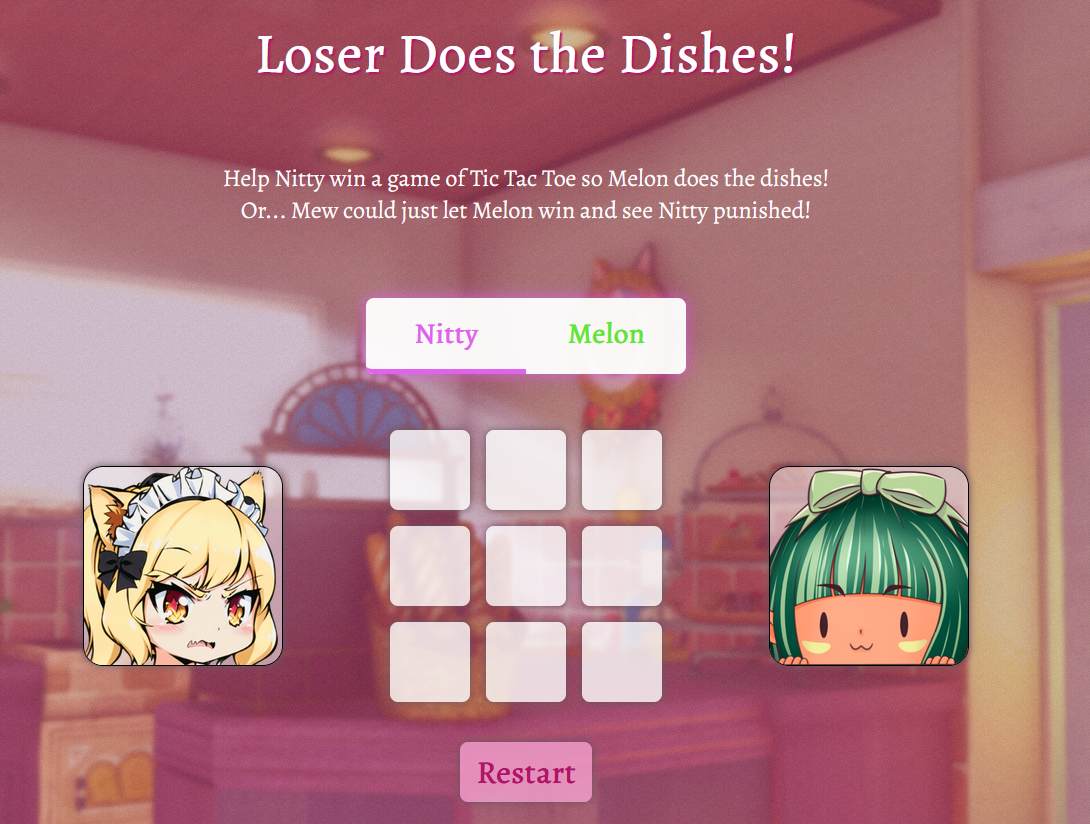 Loser Does the Dishes!
Help Nitty win a game of Tic Tac Toe so Melon does the dishes!
Or... Mew could just let Melon win and see Nitty punished!
Nitty
Melon
Restart